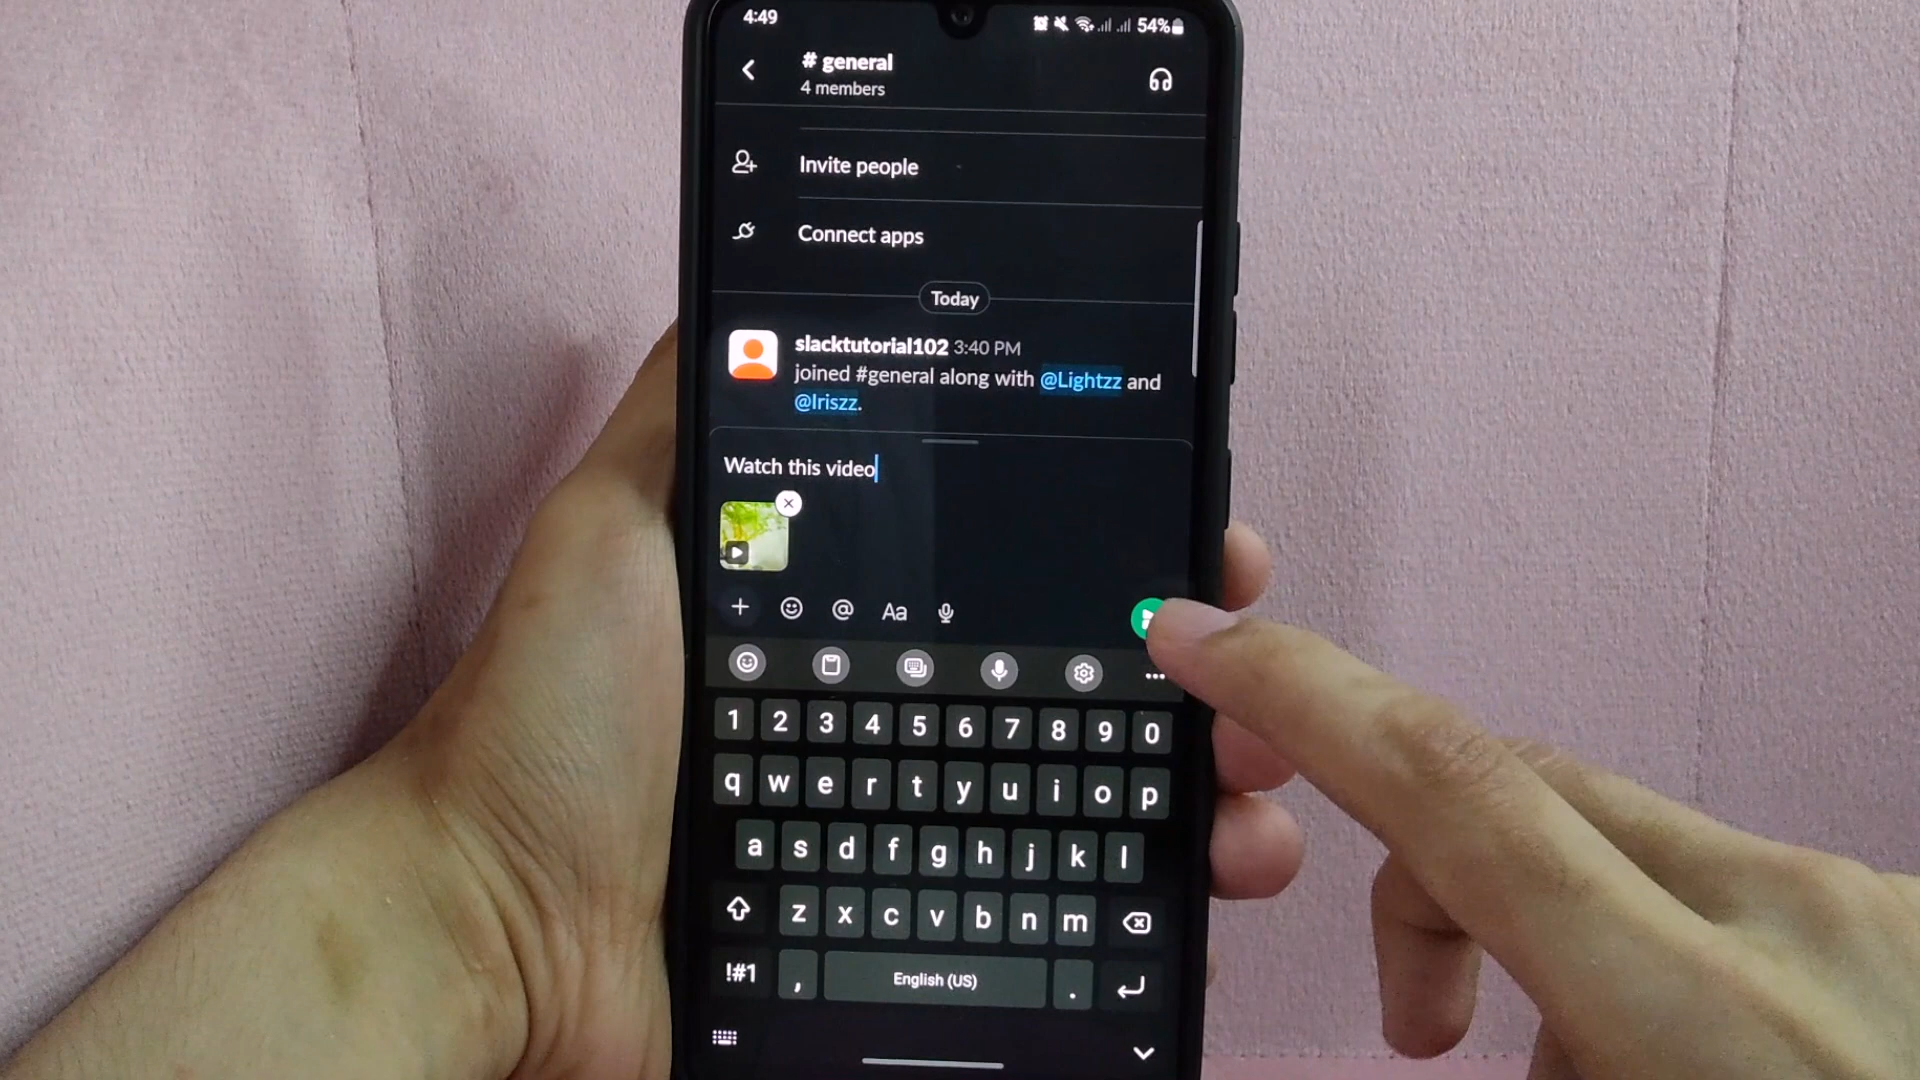 4:49
54%
# general
4 members
Invite people
Connect apps
Today
slacktutorial102 3:40 PM
joined #general along with @Lightzz and
@Iriszz.
Watch this video
@ Aa
1 2 3 4 5 6 7 8 9 0
q w e r t y u i o p
a s d f g h j k l
z x c v b n m
!#1 , English (US) .